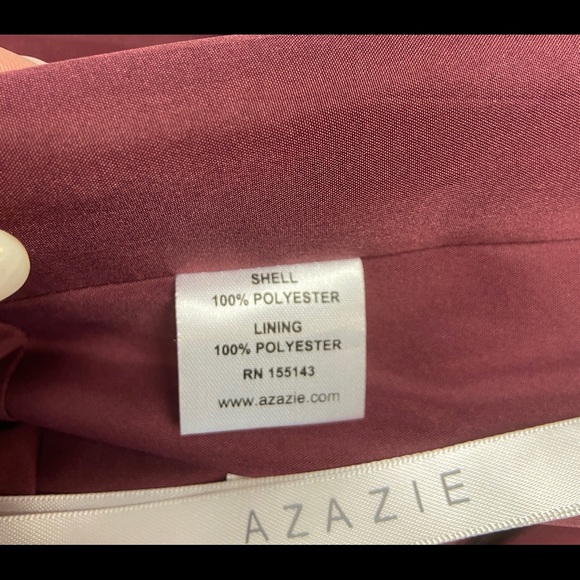 SHELL
100% POLYESTER
LINING
100% POLYESTER
RN 155143
www.azazie.com
AZAZIE